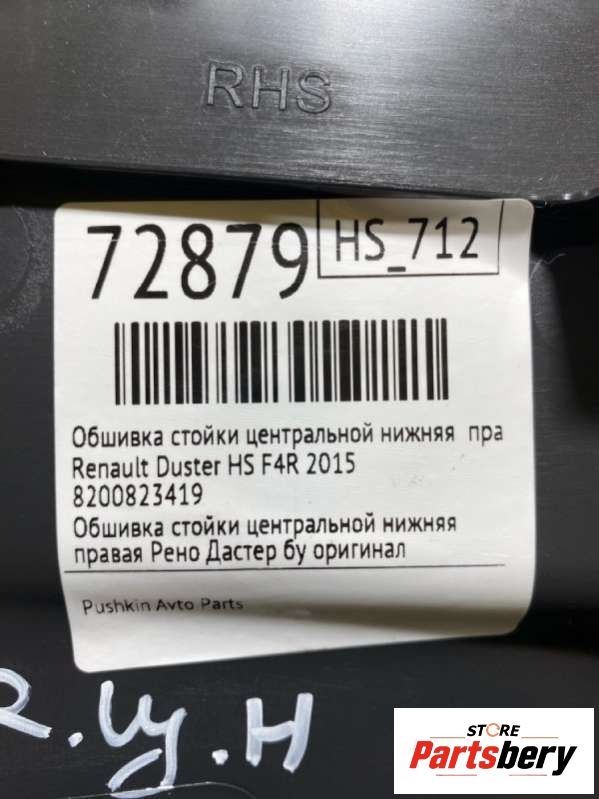 RHS
72879
HS_712
Обшивка стойки центральной нижняя пра
Renault Duster HS F4R 2015
8200823419
Обшивка стойки центральной нижняя
правая Рено Дастер бу оригинал
Pushkin Avto Parts
R.Ц.Н
STORE
Partsbery